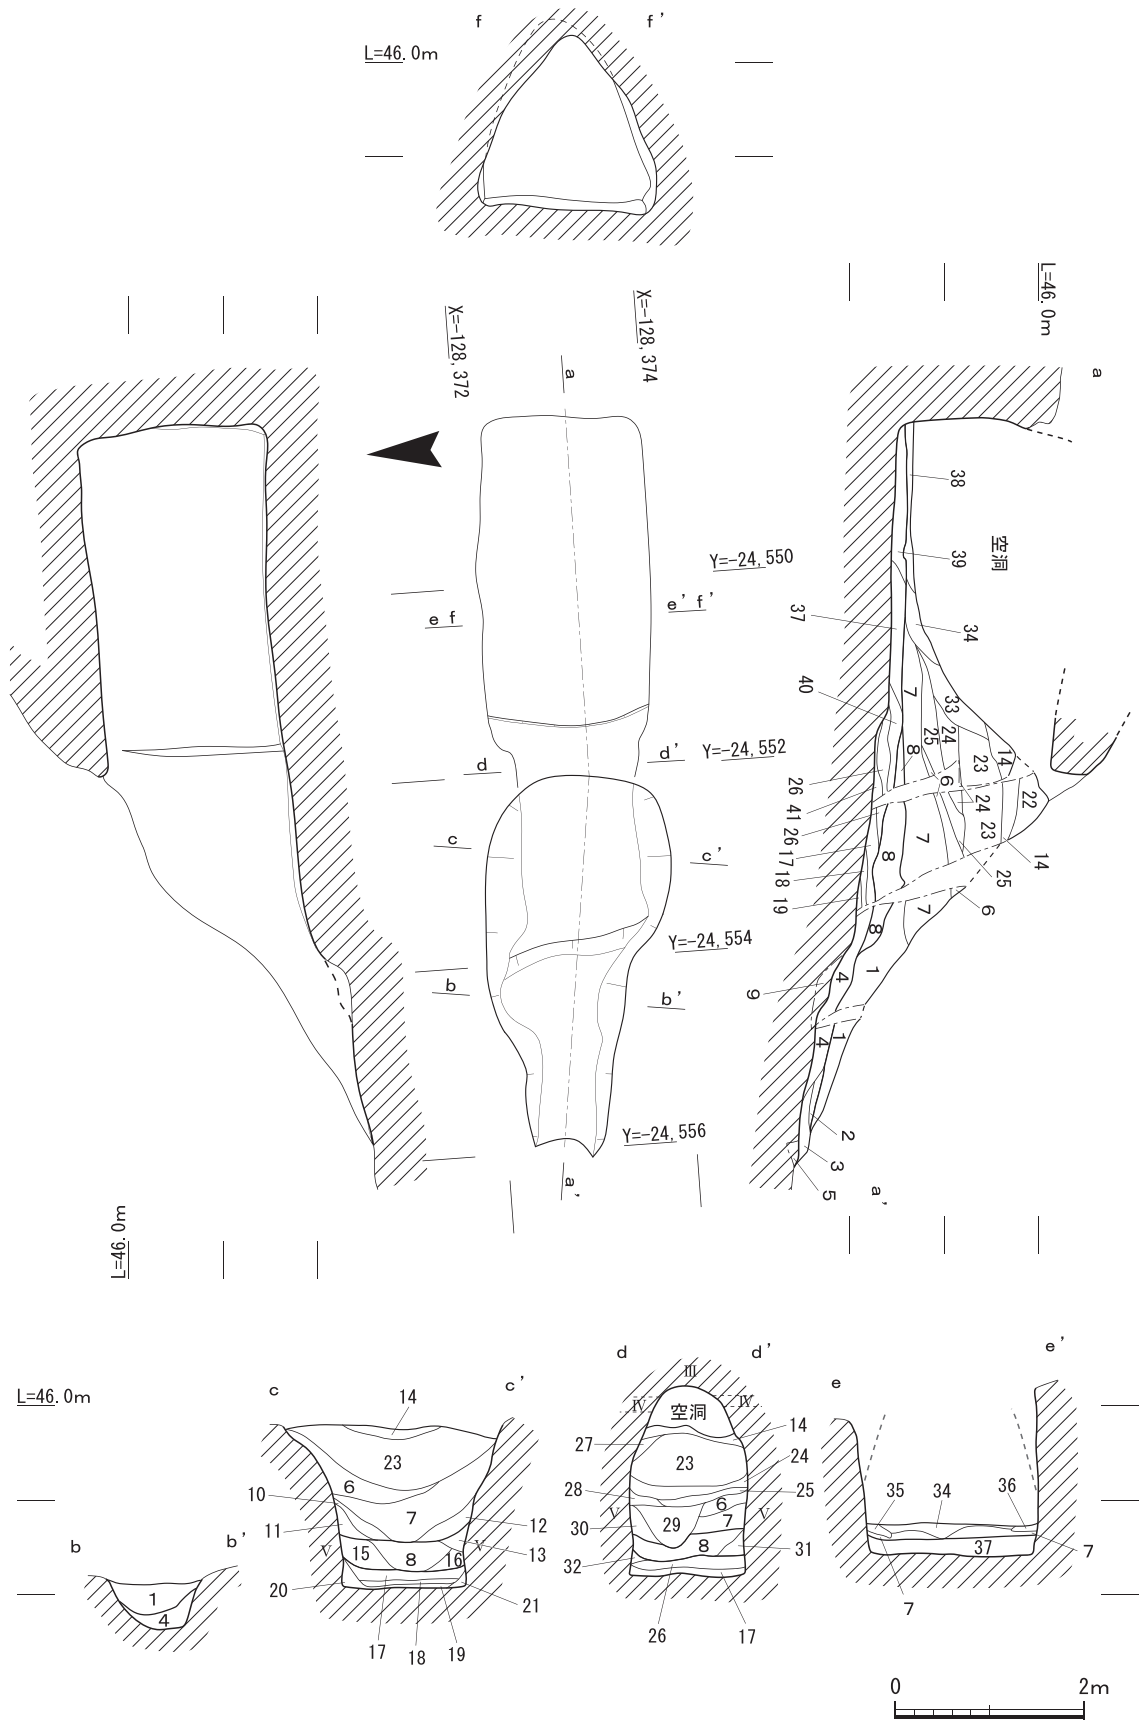 f f’
L=46.0m
L=46.0m
X=-128,372
X=-128,374
a
a
38
39
空洞
Y=-24,550
e f
e’f’
37
34
40
7
33
25
24
8
23
14
d
d’
Y=-24,552
26
6
22
41
24
26
23
17
7
14
c
c’
8
18
25
19
6
7
8
Y=-24,554
b
b’
1
4
9
1
4
Y=-24,556
2
3
5
a’
a’
L=46.0m
L=46.0m
b b’
1
4
c c’
14
23
6
10
7
11
12
V
V
13
15
8
16
20
21
17
18
19
d d’
III
IV
IV
空洞
14
27
23
24
28
25
V
V
6
7
30
29
8
31
32
26
17
e e’
35
34
36
37
7
7
0 2m